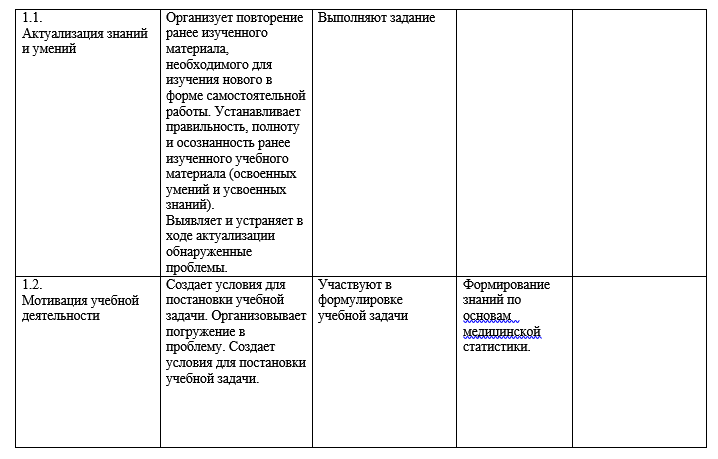 1.1.
Актуализация знаний
и умений
Организует повторение
ранее изученного
материала,
необходимого для
изучения нового в
форме самостоятельной
работы. Устанавливает
правильность, полноту
и осознанность ранее
изученного учебного
материала (освоенных
умений и усвоенных
знаний).
Выявляет и устраняет в
ходе актуализации
обнаруженные
проблемы.
Выполняют задание
1.2.
Мотивация учебной
деятельности
Создает условия для
постановки учебной
задачи. Организовывает
погружение в
проблему. Создает
условия для постановки
учебной задачи.
Участвуют в
формулировке
учебной задачи
Формирование
знаний по
основам
медицинской
статистики.